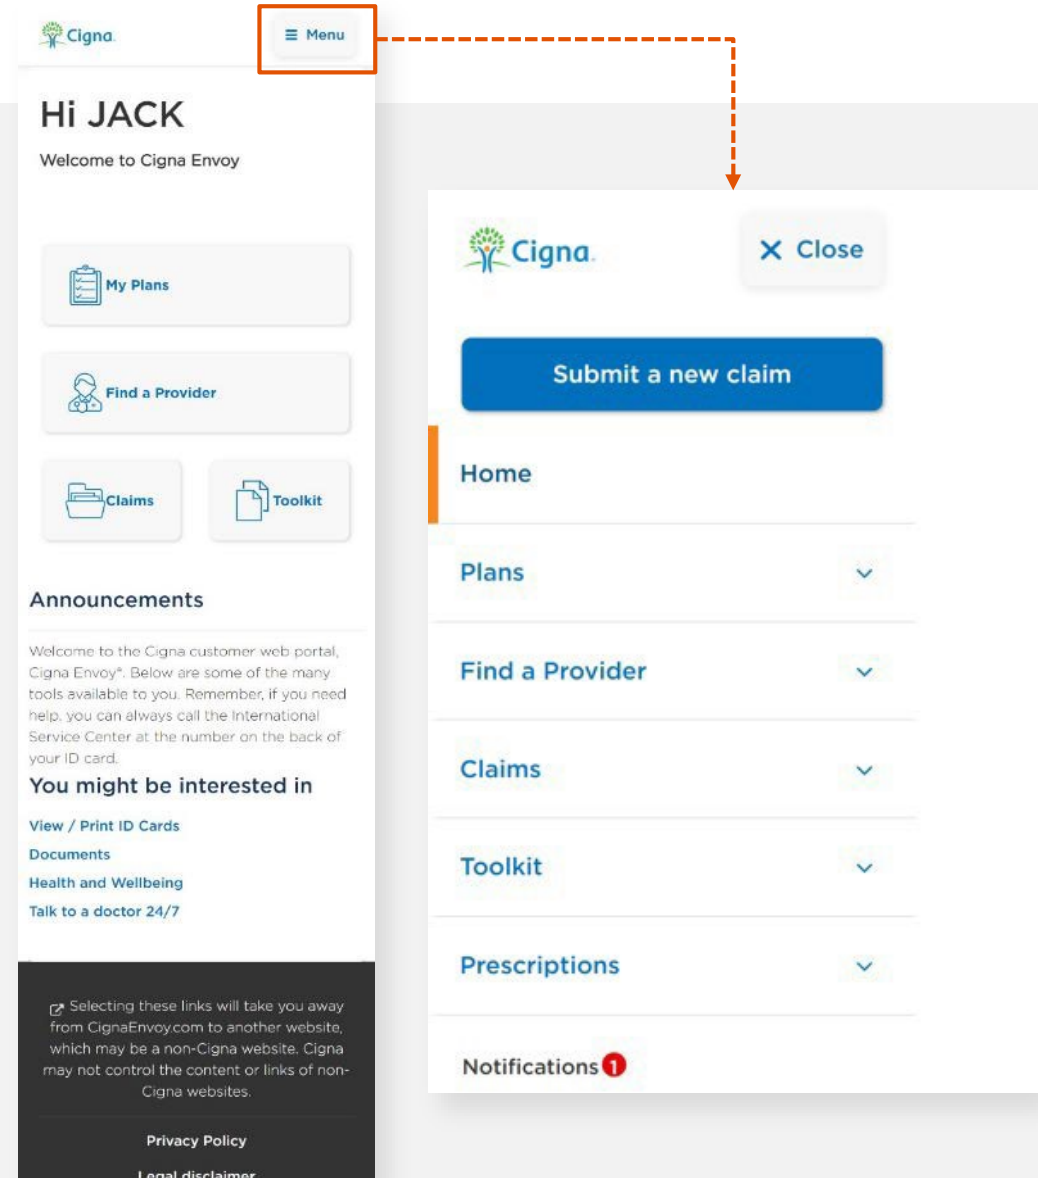 Cigna.
≡ Menu
Hi JACK
Welcome to Cigna Envoy
My Plans
Find a Provider
Claims
Toolkit
Announcements
Welcome to the Cigna customer web portal,
Cigna Envoy®. Below are some of the many
tools available to you. Remember, if you need
help, you can always call the International
Service Center at the number on the back of
your ID card.
You might be interested in
View / Print ID Cards
Documents
Health and Wellbeing
Talk to a doctor 24/7
Selecting these links will take you away
from CignaEnvoy.com to another website,
which may be a non-Cigna website. Cigna
may not control the content or links of non-
Cigna websites.
Privacy Policy
Legal disclaimer
Cigna.
X Close
Submit a new claim
Home
Plans
Find a Provider
Claims
Toolkit
Prescriptions
Notifications 1